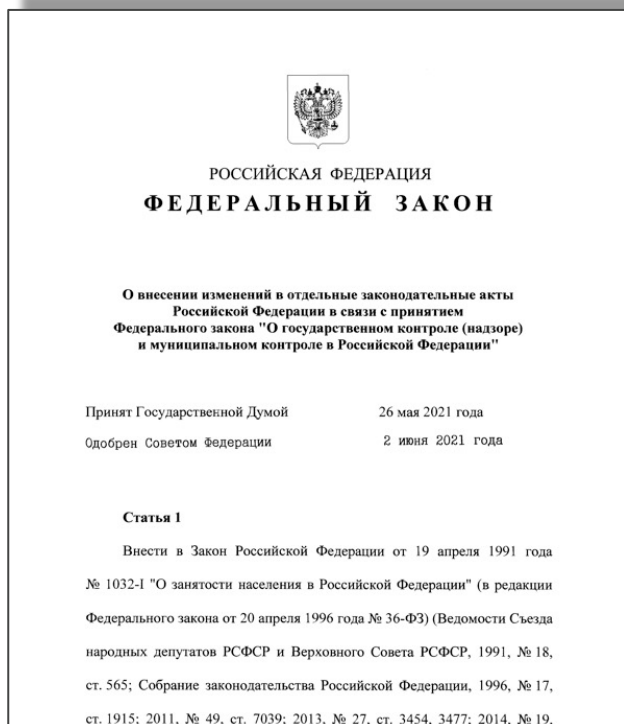 РОССИЙСКАЯ ФЕДЕРАЦИЯ
ФЕДЕРАЛЬНЫЙ ЗАКОН
О внесении изменений в отдельные законодательные акты
Российской Федерации в связи с принятием
Федерального закона "О государственном контроле (надзоре)
и муниципальном контроле в Российской Федерации"
Принят Государственной Думой 26 мая 2021 года
Одобрен Советом Федерации 2 июня 2021 года
Статья 1
Внести в Закон Российской Федерации от 19 апреля 1991 года
№ 1032-I "О занятости населения в Российской Федерации" (в редакции
Федерального закона от 20 апреля 1996 года № 36-ФЗ) (Ведомости Съезда
народных депутатов РСФСР и Верховного Совета РСФСР, 1991, № 18,
ст. 565; Собрание законодательства Российской Федерации, 1996, № 17,
ст. 1915; 2011, № 49, ст. 7039; 2013, № 27, ст. 3454, 3477; 2014, № 19,